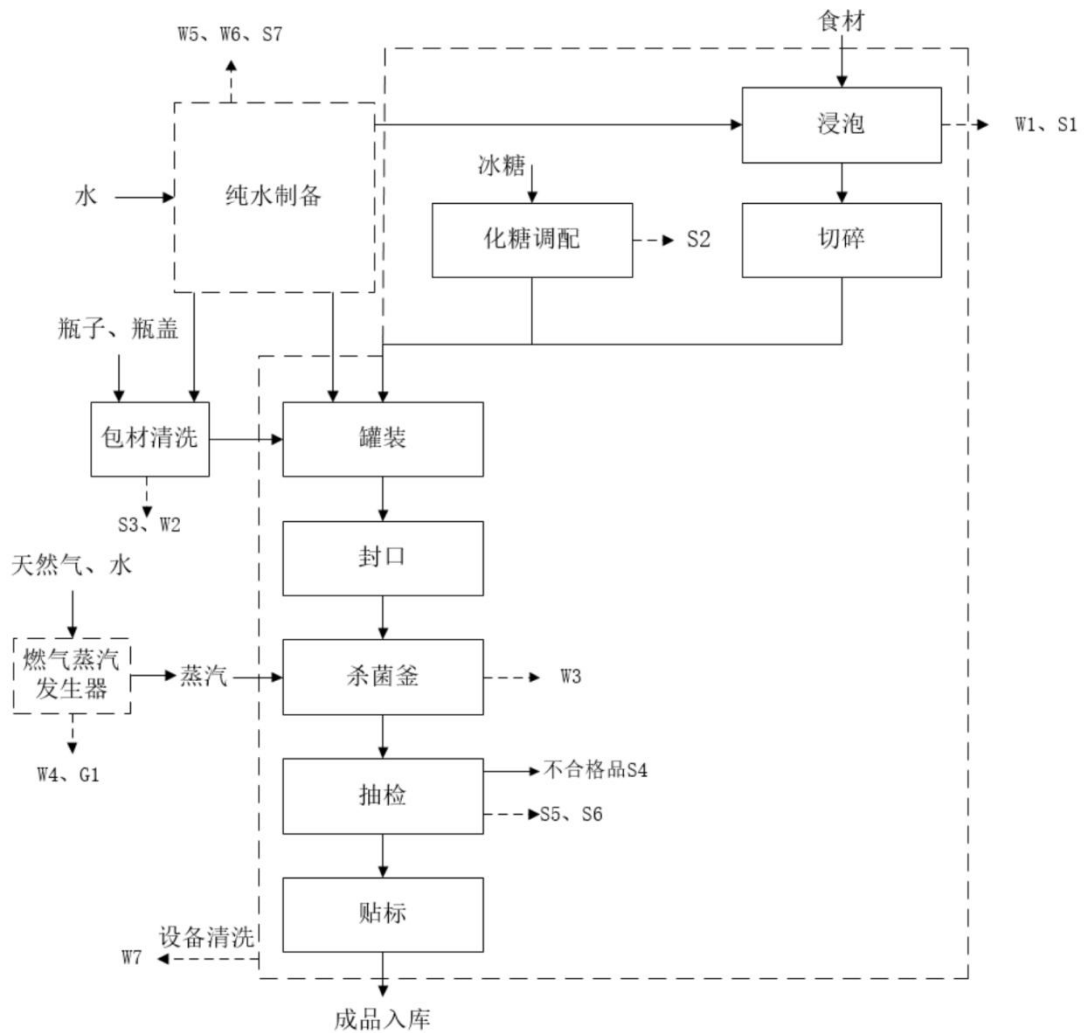 食材
W5、W6、S7
浸泡
W1、S1
水
纯水制备
冰糖
化糖调配
S2
切碎
瓶子、瓶盖
包材清洗
罐装
S3、W2
封口
天然气、水
燃气蒸汽
发生器
蒸汽
杀菌釜
W3
W4、G1
抽检
不合格品S4
S5、S6
贴标
设备清洗
W7
成品入库